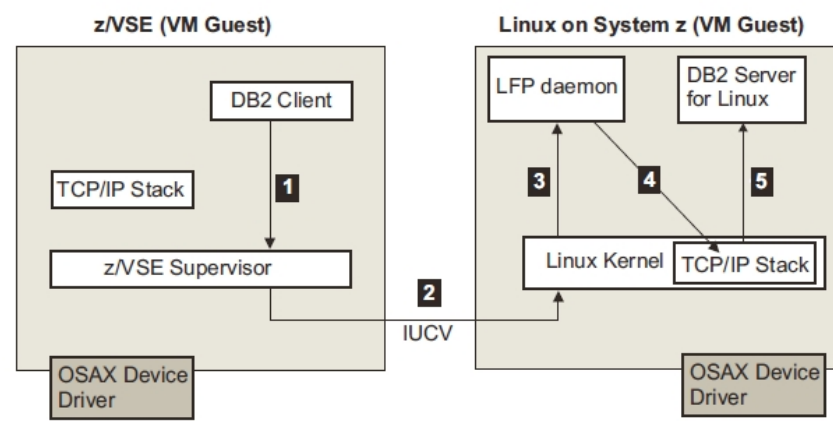 z/VSE (VM Guest)
Linux on System z (VM Guest)
DB2 Client
LFP daemon
DB2 Server
for Linux
TCP/IP Stack
1
3
4
5
z/VSE Supervisor
Linux Kernel
TCP/IP Stack
2
IUCV
OSAX Device
Driver
OSAX Device
Driver